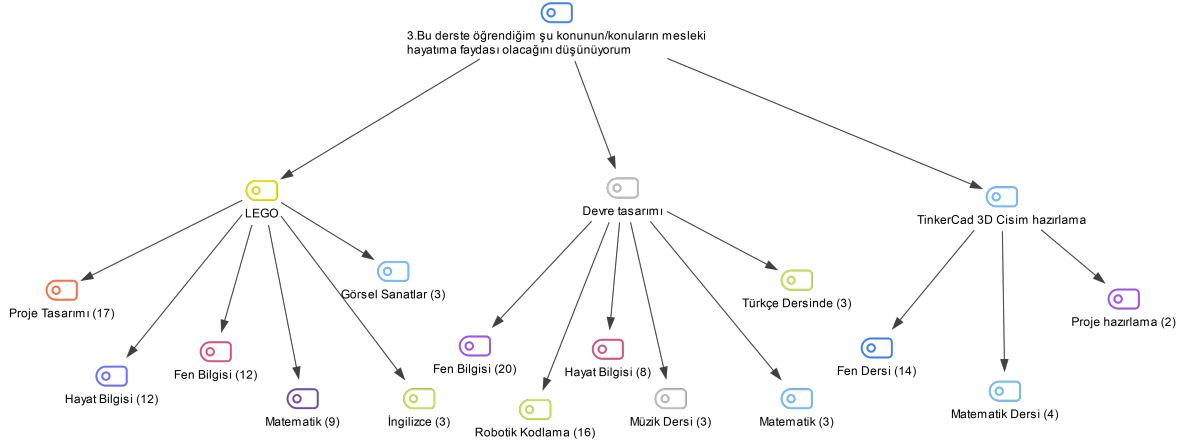 3.Bu derste öğrendiğim şu konunun/konuların mesleki
hayatıma faydası olacağını düşünüyorum
LEGO
Devre tasarımı
TinkerCad 3D Cisim hazırlama
Görsel Sanatlar (3)
Proje Tasarımı (17)
Fen Bilgisi (12)
Hayat Bilgisi (12)
Matematik (9)
İngilizce (3)
Türkçe Dersinde (3)
Fen Bilgisi (20)
Hayat Bilgisi (8)
Robotik Kodlama (16)
Müzik Dersi (3)
Matematik (3)
Proje hazırlama (2)
Fen Dersi (14)
Matematik Dersi (4)